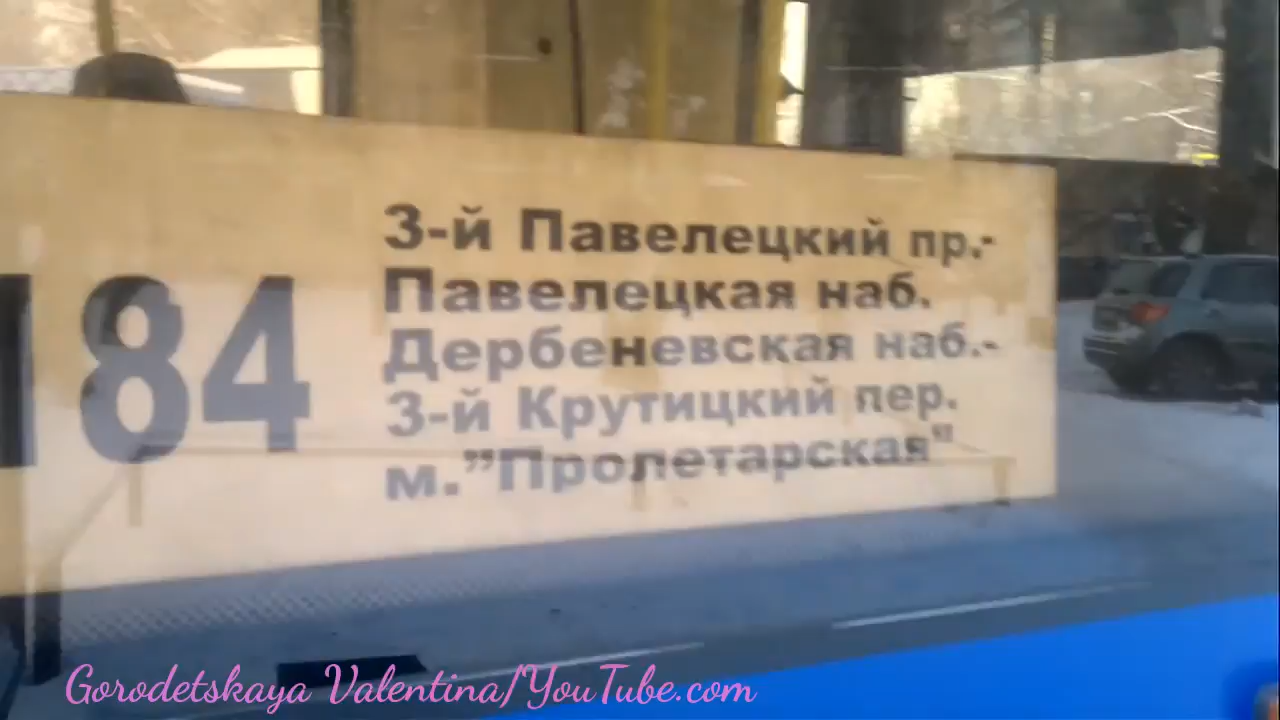 184
3-й Павелецкий пр.-
Павелецкая наб.
Дербеневская наб.-
3-й Крутицкий пер.
м."Пролетарская"
Gorodetskaya Valentina/YouTube.com